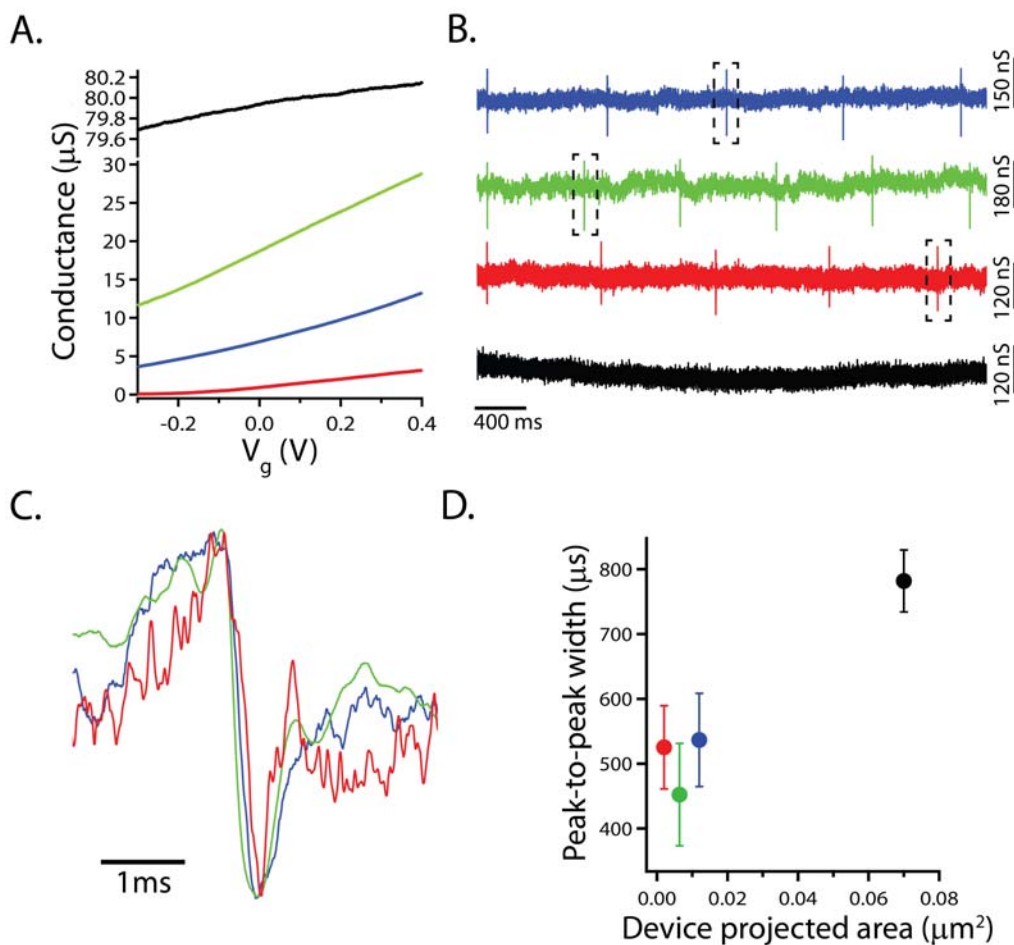 A.
80.2
80.0
79.8
79.6
30
25
20
15
10
5
0
Conductance (μS)
-0.2
0.0
0.2
0.4
V_g (V)
B.
150 nS
180 nS
120 nS
120 nS
400 ms
C.
1ms
D.
800
700
600
500
400
Peak-to-peak width (μs)
0.00
0.02
0.04
0.06
0.08
Device projected area (μm²)